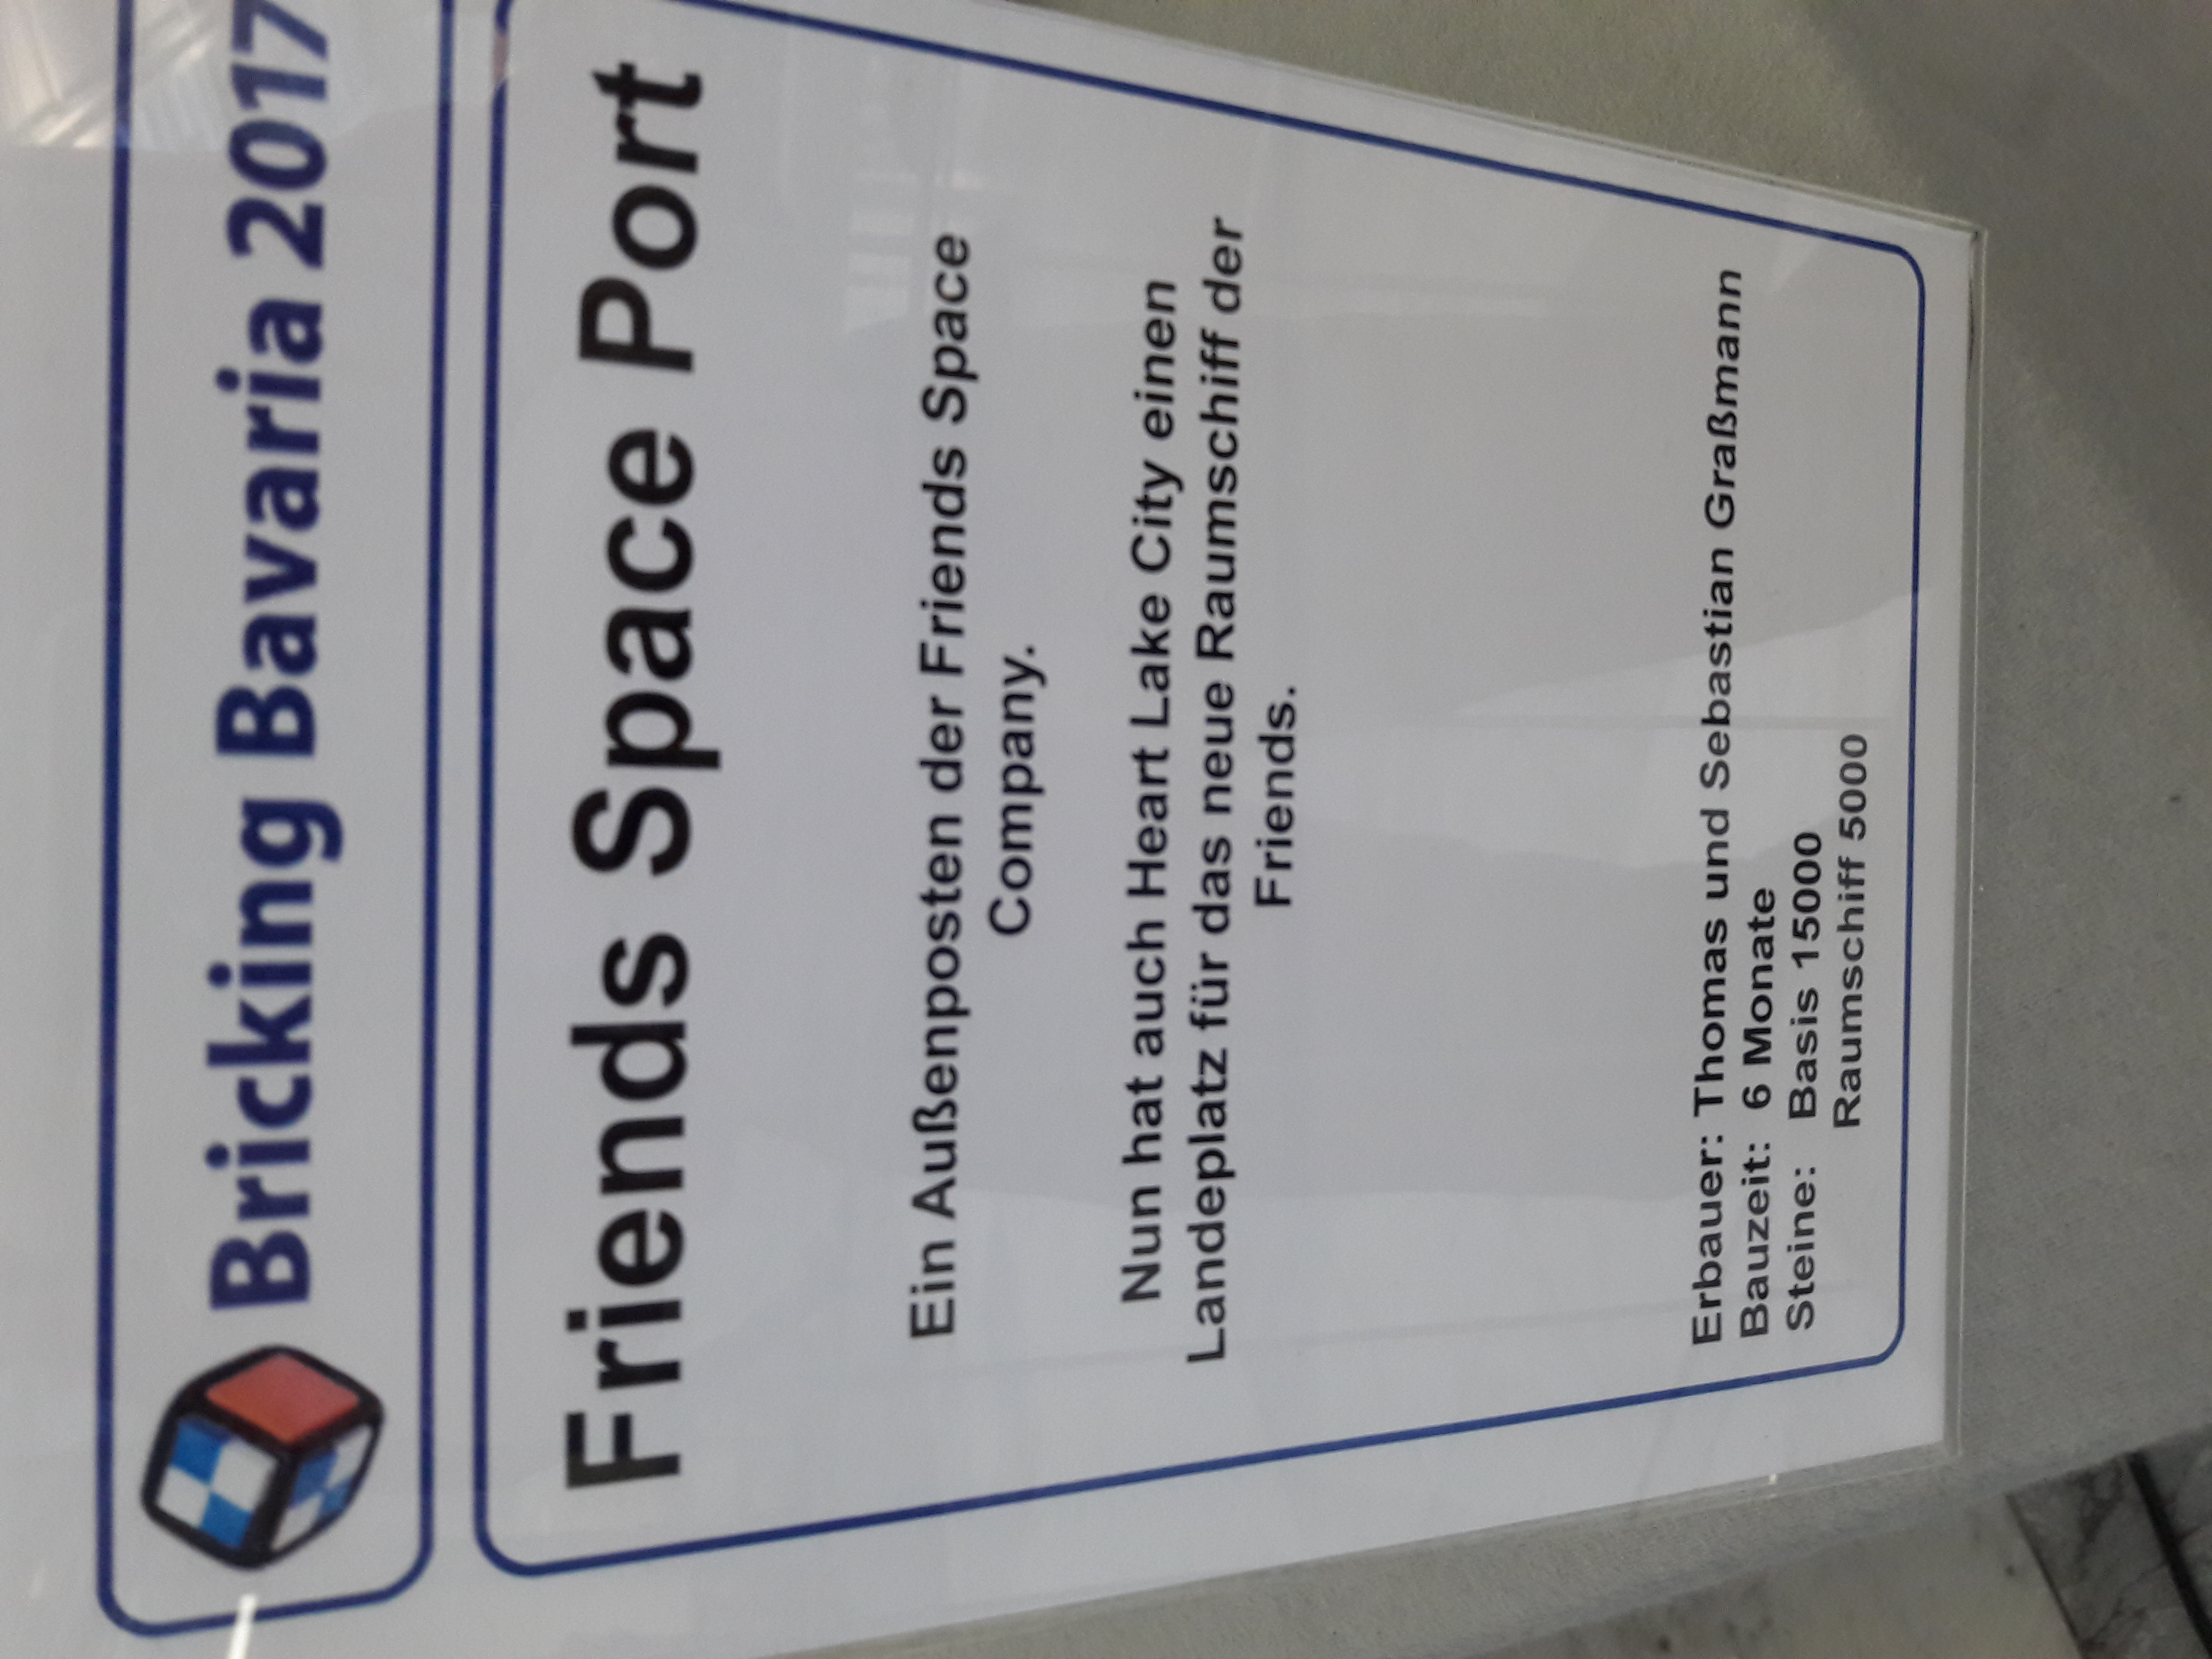 Bricking Bavaria 2017
Friends Space Port
Ein Außenposten der Friends Space
Company.
Nun hat auch Heart Lake City einen
Landeplatz für das neue Raumschiff der
Friends.
Erbauer: Thomas und Sebastian Graßmann
Bauzeit: 6 Monate
Steine: Basis 15000
Raumschiff 5000